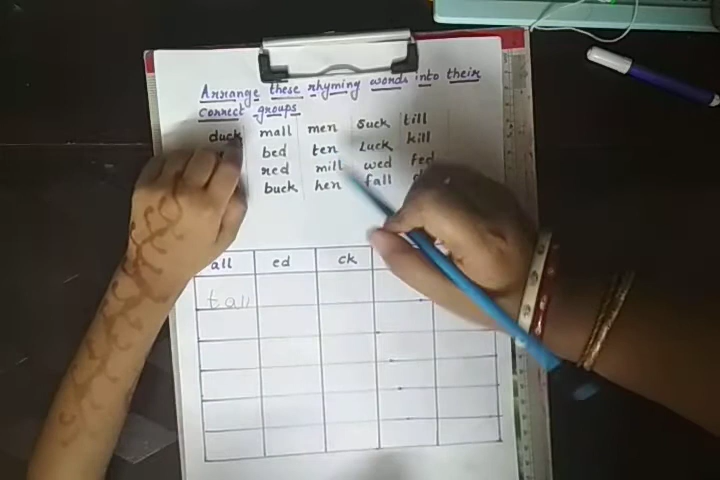 Arrange these rhyming words into their
correct groups
duck mall men suck till
bed ten Luck kill
red mill wed Fed
buck hen fall
all ed ck
tall